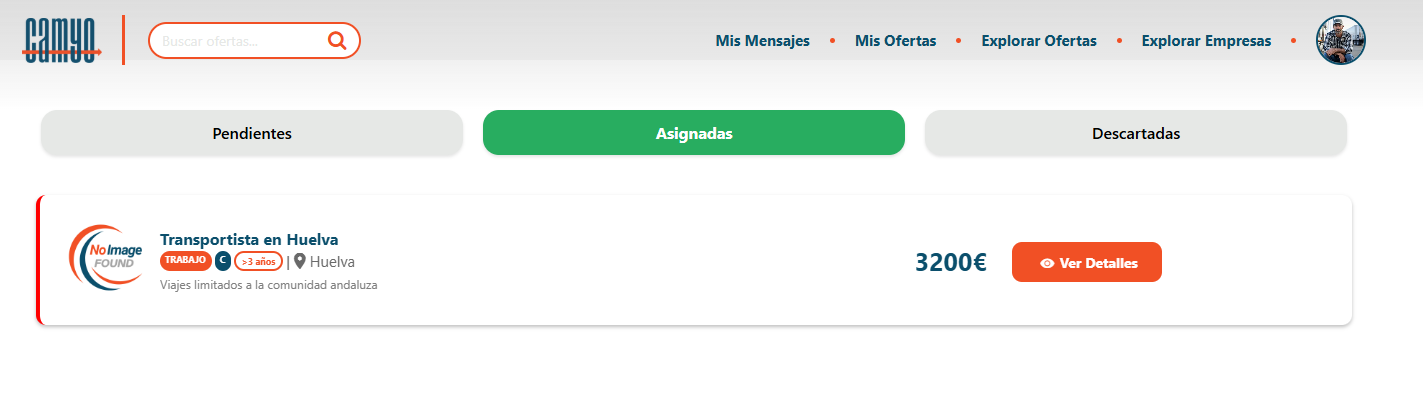 camyo
Buscar ofertas...
Mis Mensajes • Mis Ofertas • Explorar Ofertas • Explorar Empresas •
Pendientes
Asignadas
Descartadas
No Image
FOUND
Transportista en Huelva
TRABAJO C >3 años | Huelva
Viajes limitados a la comunidad andaluza
3200€
Ver Detalles